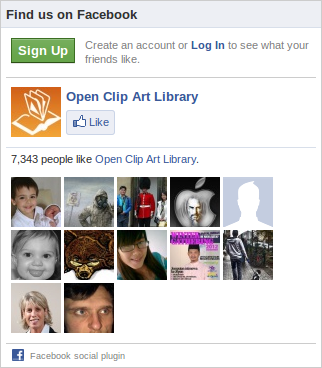 Find us on Facebook
Sign Up
Create an account or Log In to see what your
friends like.
Open Clip Art Library
Like
7,343 people like Open Clip Art Library.
Facebook social plugin